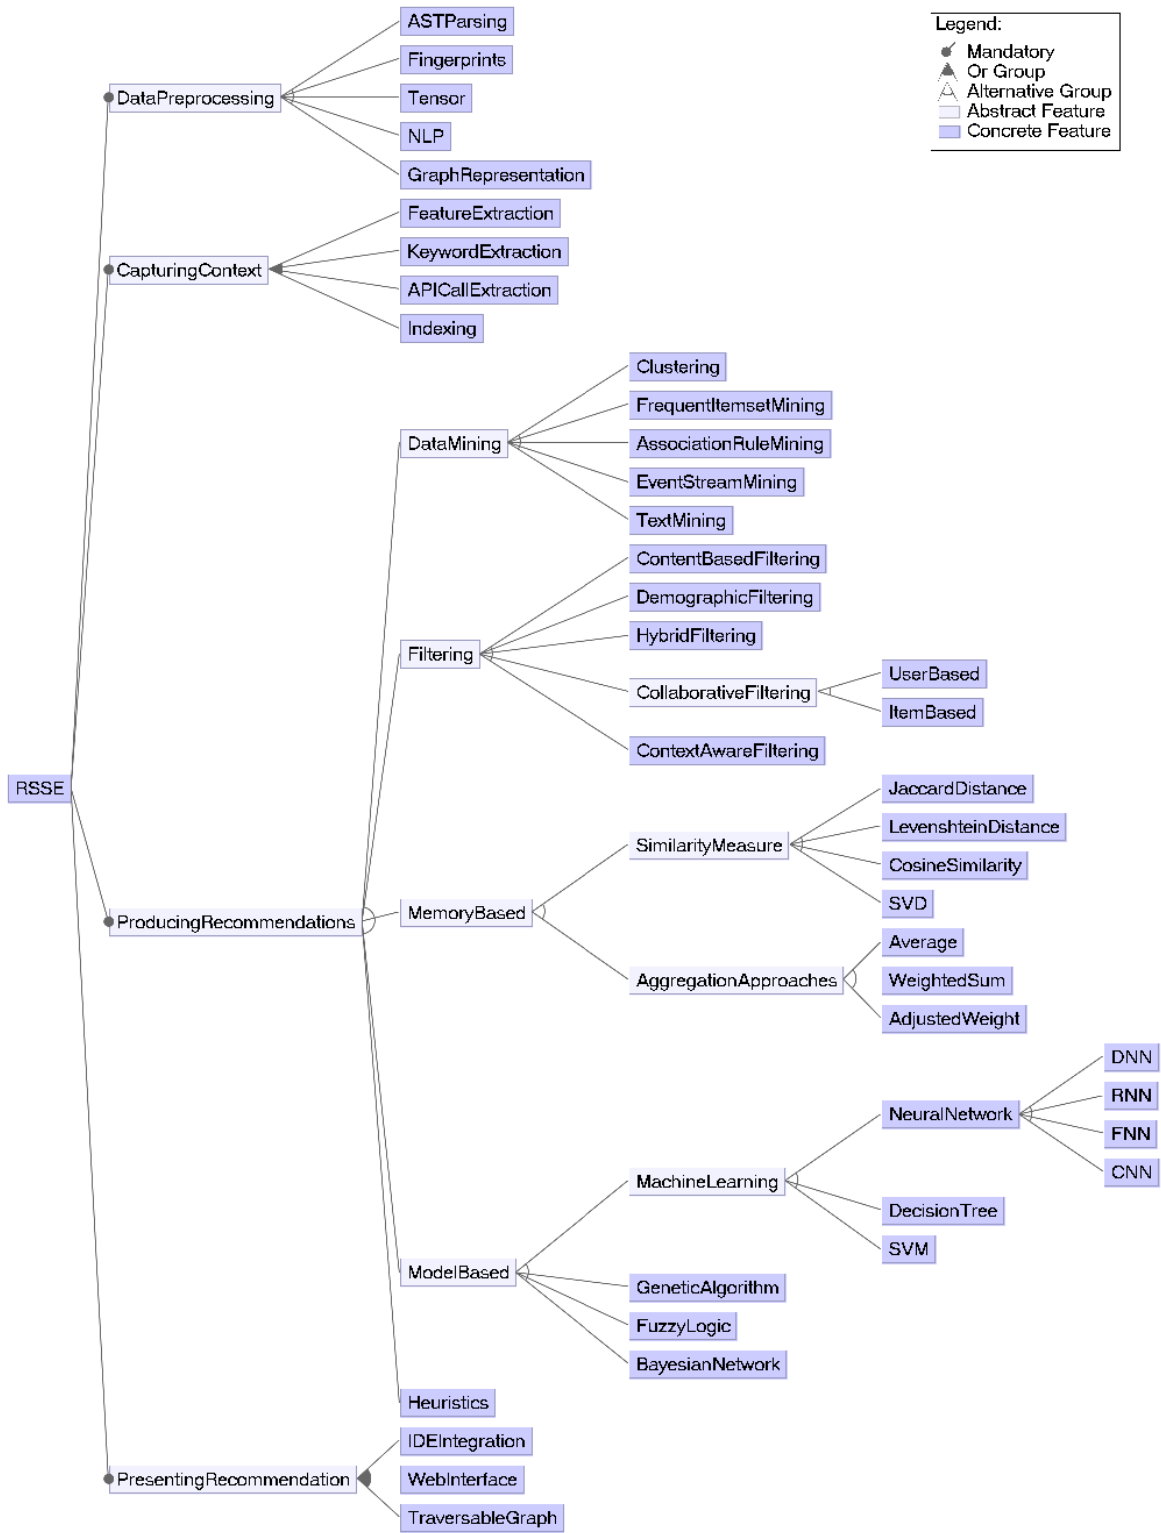 Legend:
Mandatory
Or Group
Alternative Group
Abstract Feature
Concrete Feature
RSSE
DataPreprocessing
ASTParsing
Fingerprints
Tensor
NLP
GraphRepresentation
CapturingContext
FeatureExtraction
KeywordExtraction
APICallExtraction
Indexing
ProducingRecommendations
DataMining
Clustering
FrequentItemsetMining
AssociationRuleMining
EventStreamMining
TextMining
Filtering
ContentBasedFiltering
DemographicFiltering
HybridFiltering
CollaborativeFiltering
UserBased
ItemBased
ContextAwareFiltering
MemoryBased
SimilarityMeasure
JaccardDistance
LevenshteinDistance
CosineSimilarity
SVD
AggregationApproaches
Average
WeightedSum
AdjustedWeight
ModelBased
MachineLearning
NeuralNetwork
DNN
RNN
FNN
CNN
DecisionTree
SVM
GeneticAlgorithm
FuzzyLogic
BayesianNetwork
Heuristics
PresentingRecommendation
IDEIntegration
WebInterface
TraversableGraph